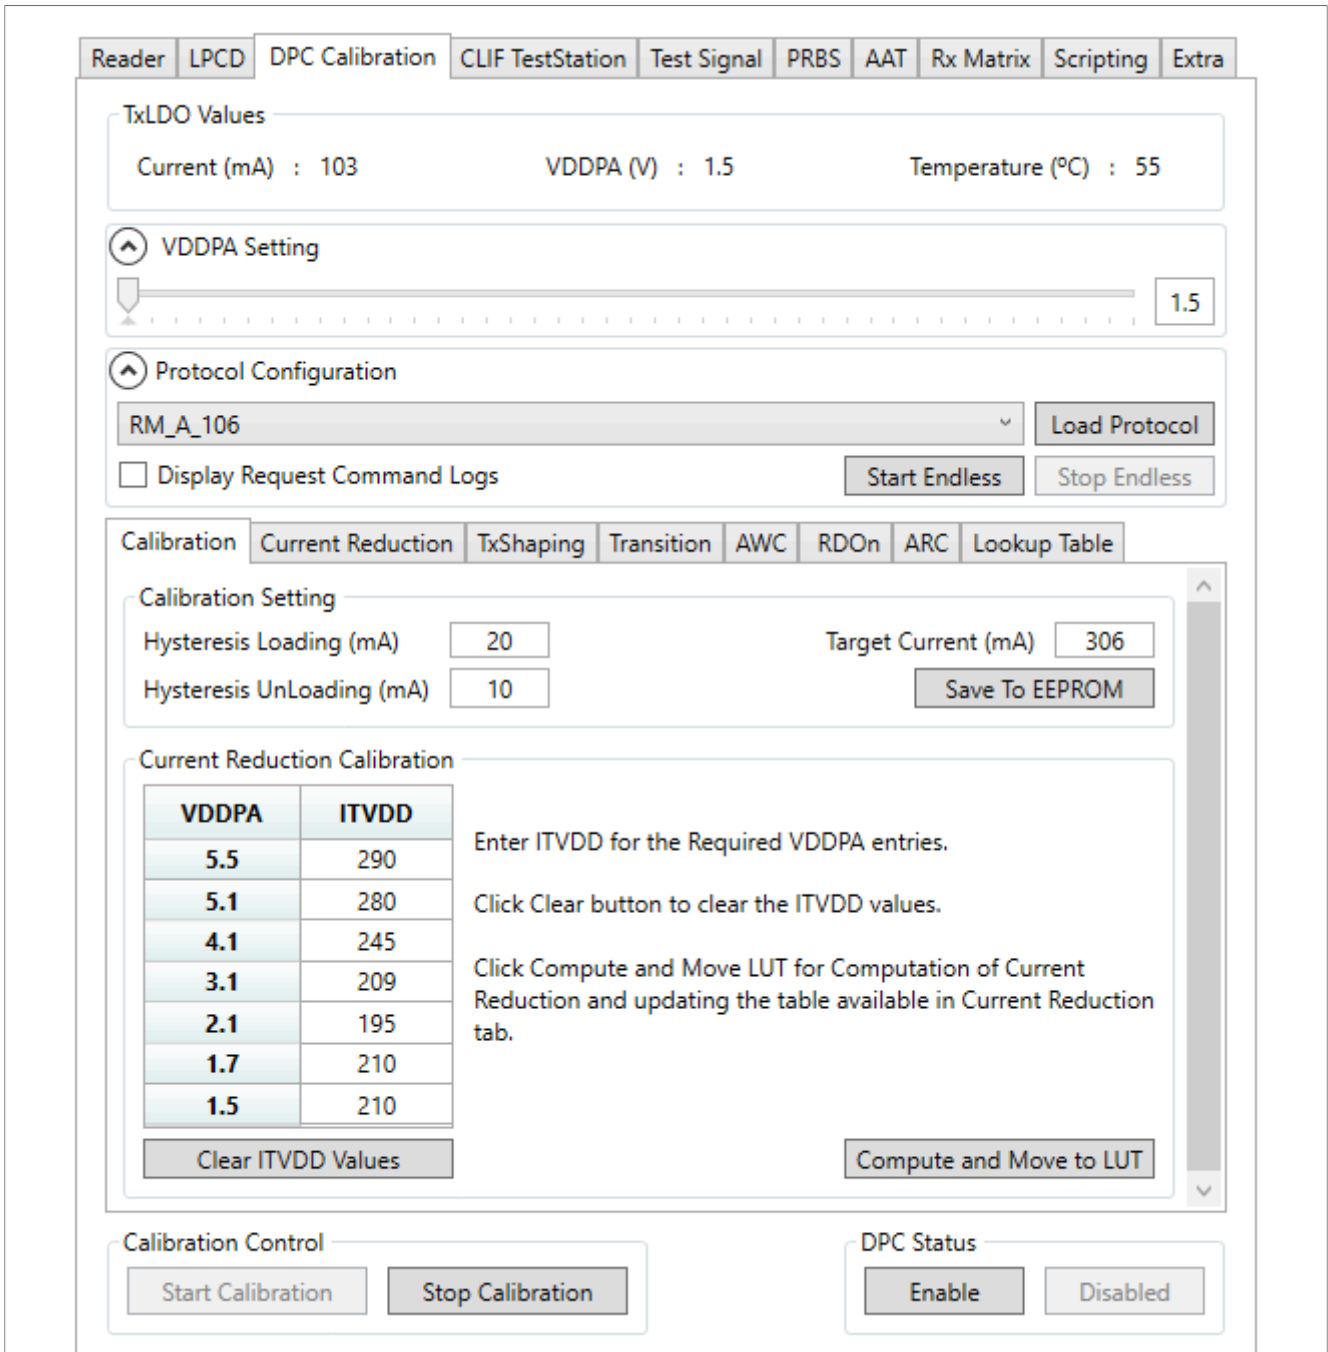 Reader LPCD DPC Calibration CLIF TestStation Test Signal PRBS AAT Rx Matrix Scripting Extra
TxLDO Values
Current (mA) : 103 VDDPA (V) : 1.5 Temperature (ºC) : 55
VDDPA Setting
1.5
Protocol Configuration
RM_A_106 Load Protocol
Display Request Command Logs Start Endless Stop Endless
Calibration Current Reduction TxShaping Transition AWC RDOn ARC Lookup Table
Calibration Setting
Hysteresis Loading (mA) 20 Target Current (mA) 306
Hysteresis UnLoading (mA) 10 Save To EEPROM
Current Reduction Calibration
VDDPA ITVDD
5.5 290
5.1 280
4.1 245
3.1 209
2.1 195
1.7 210
1.5 210
Enter ITVDD for the Required VDDPA entries.
Click Clear button to clear the ITVDD values.
Click Compute and Move LUT for Computation of Current
Reduction and updating the table available in Current Reduction
tab.
Clear ITVDD Values Compute and Move to LUT
Calibration Control DPC Status
Start Calibration Stop Calibration Enable Disabled